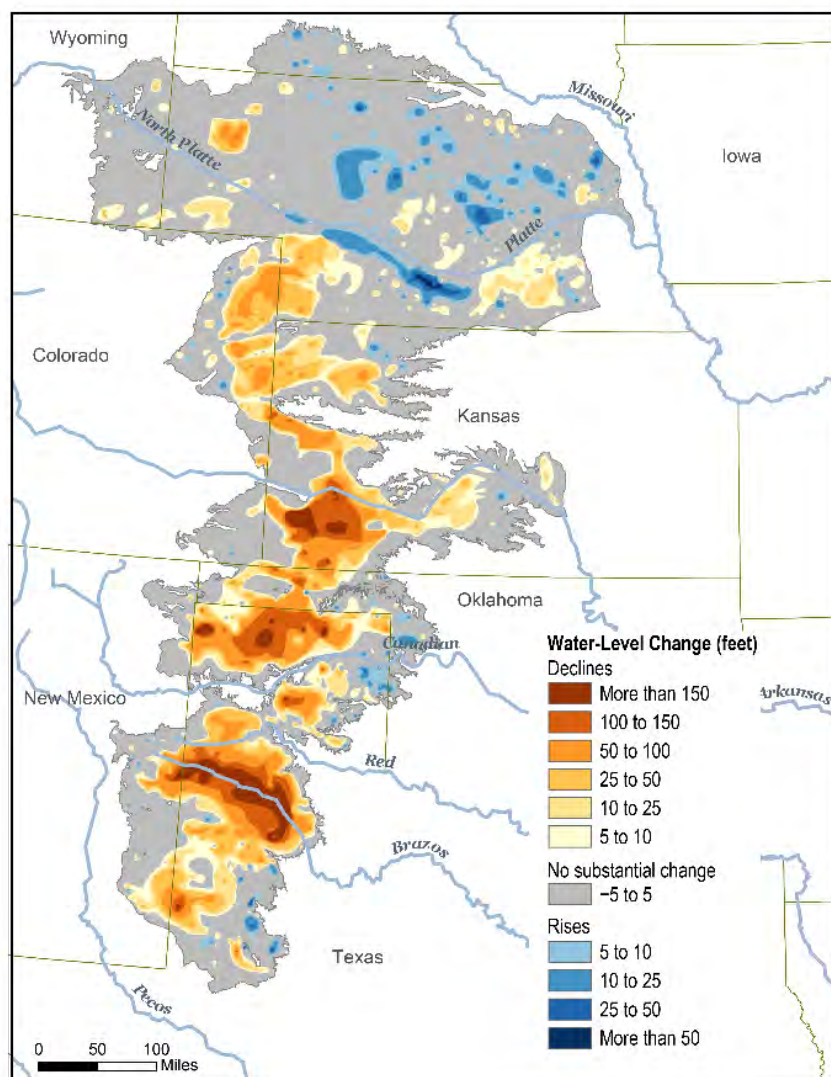 Wyoming
Missouri
North Platte
Iowa
Platte
Colorado
Kansas
Oklahoma
Canadian
New Mexico
Arkansas
Red
Brazos
Texas
Pecos
Water-Level Change (feet)
Declines
More than 150
100 to 150
50 to 100
25 to 50
10 to 25
5 to 10
No substantial change
−5 to 5
Rises
5 to 10
10 to 25
25 to 50
More than 50
0 50 100
Miles